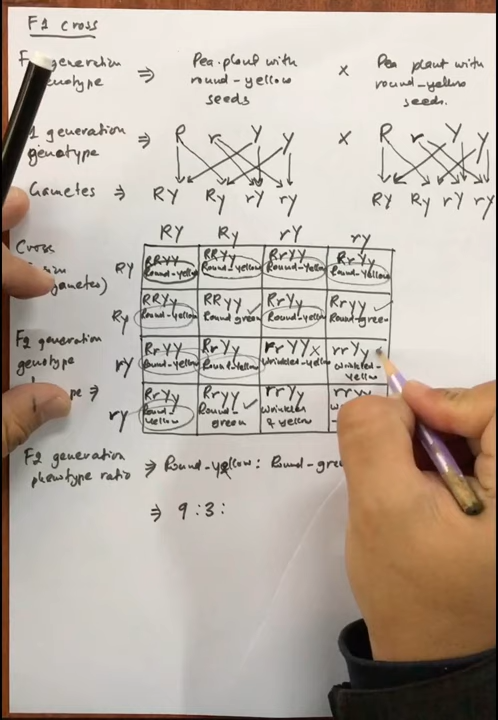 F1 cross
generation ⇒ Pea plant with × Pea plant with
round-yellow round-yellow
seeds seeds.
1 generation ⇒ R r Y y × R r Y y
genotype
Gametes ⇒ RY Ry rY ry RY Ry rY ry
RY Ry rY ry
Cross
gametes)
RY RRYY RRYy RrYY RrYy
Round-yellow Round-yellow Round-yellow Round-yellow
Ry RRYy RRyy RrYy Rryy
Round-yellow Round green Round-yellow Round-green
F2 generation
genotype
rY RrYY RrYy rrYY rrYy
Round-yellow Round-yellow Wrinkled-yellow wrinkled-
yellow
ry RrYy Rryy rrYy rryy
Round- Round- Wrinkled
yellow green & yellow
F2 generation
phenotype ratio ⇒ Round-yellow : Round-gree
⇒ 9:3: